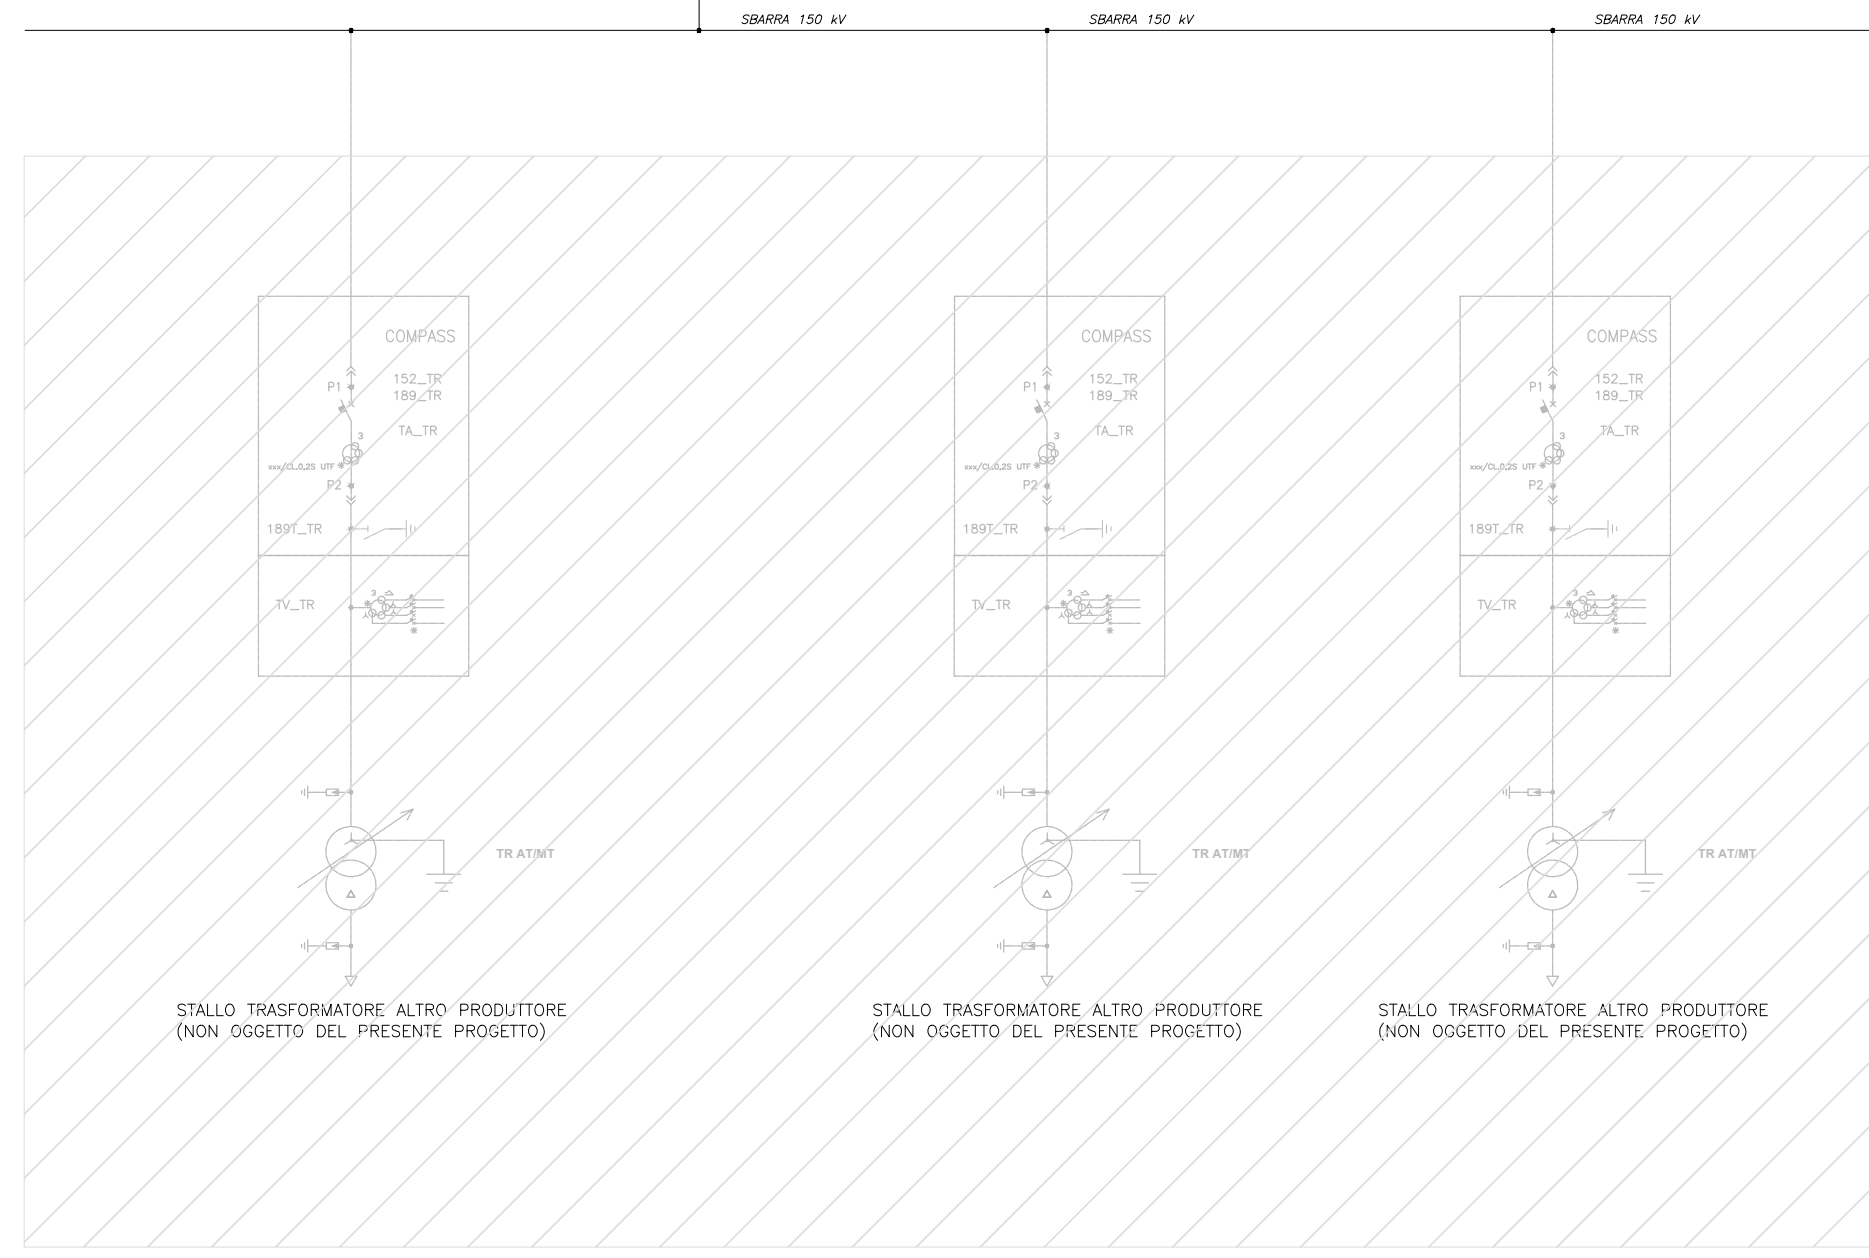 SBARRA 150 kV
SBARRA 150 kV
SBARRA 150 kV
COMPASS
152_TR
189_TR
P1
TA_TR
3
xxx/CL.0,2S UTF *
P2
189T_TR
TV_TR
3
*
*
TR AT/MT
STALLO TRASFORMATORE ALTRO PRODUTTORE
(NON OGGETTO DEL PRESENTE PROGETTO)
COMPASS
152_TR
189_TR
P1
TA_TR
3
xxx/CL.0,2S UTF *
P2
189T_TR
TV_TR
3
*
*
TR AT/MT
STALLO TRASFORMATORE ALTRO PRODUTTORE
(NON OGGETTO DEL PRESENTE PROGETTO)
COMPASS
152_TR
189_TR
P1
TA_TR
3
xxx/CL.0,2S UTF *
P2
189T_TR
TV_TR
3
*
*
TR AT/MT
STALLO TRASFORMATORE ALTRO PRODUTTORE
(NON OGGETTO DEL PRESENTE PROGETTO)